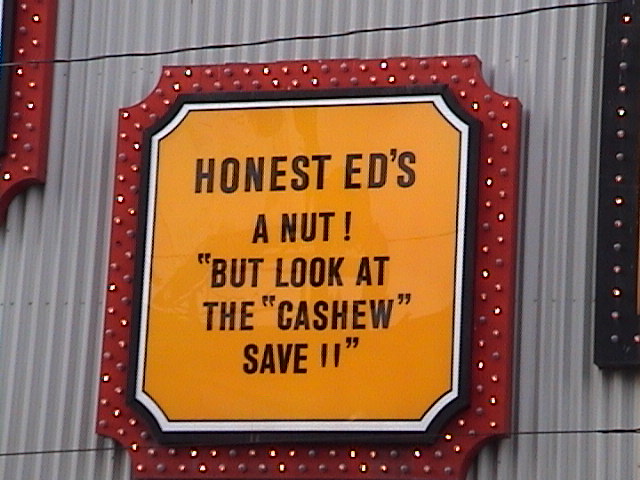 HONEST ED'S
A NUT!
"BUT LOOK AT
THE "CASHEW"
SAVE !!"